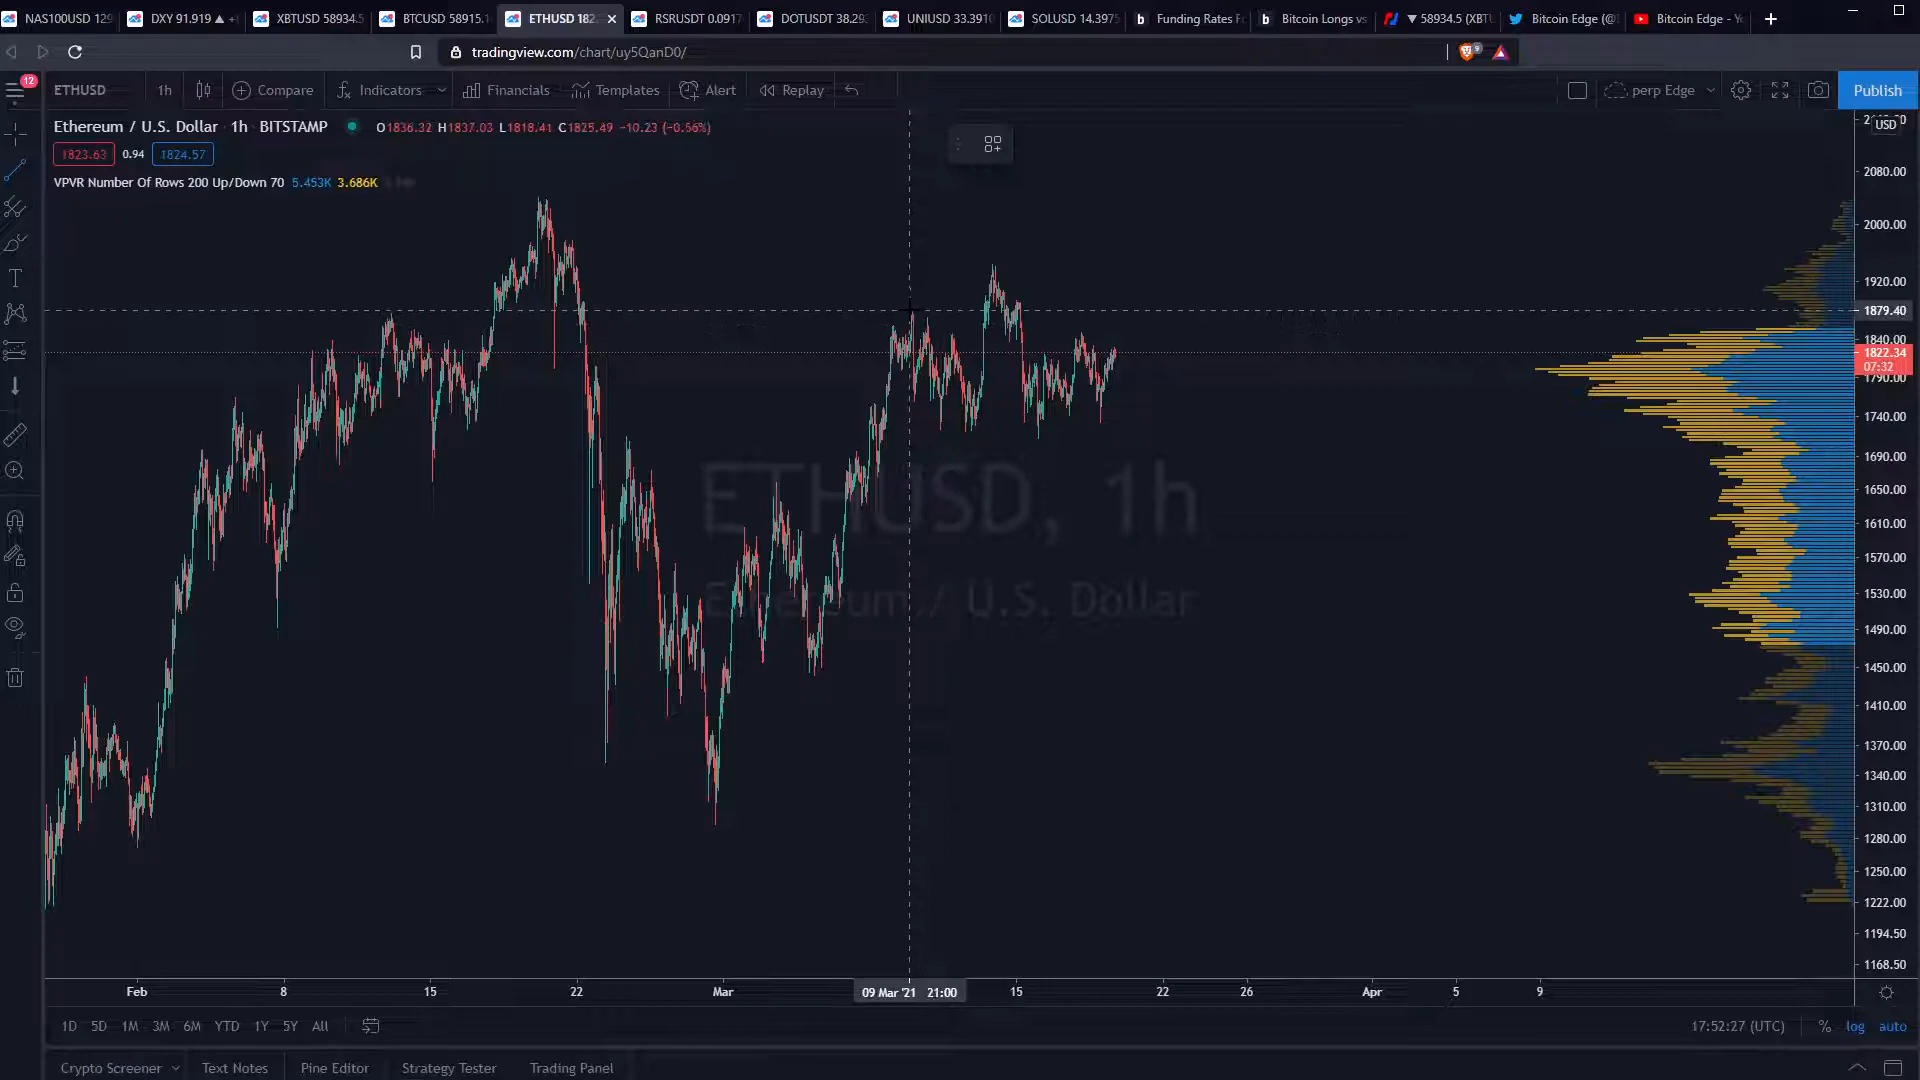 NAS100USD 129
DXY 91.919 ▲ +
XBTUSD 58934.5
BTCUSD 58915.
ETHUSD 182
RSRUSDT 0.0917
DOTUSDT 38.29
UNIUSD 33.3910
SOLUSD 14.3975
Funding Rates F
Bitcoin Longs vs
▼ 58934.5 (XBTU
Bitcoin Edge (@
Bitcoin Edge - Y
tradingview.com/chart/uy5QanD0/
12
ETHUSD 1h Compare Indicators Financials Templates Alert Replay perp Edge Publish
Ethereum / U.S. Dollar 1h · BITSTAMP O1836.32 H1837.03 L1818.41 C1825.49 −10.23 (−0.56%)
1823.63 0.94 1824.57
VPVR Number Of Rows 200 Up/Down 70 5.453K 3.686K
USD
2080.00
2000.00
1920.00
1879.40
1840.00
1822.34
07:32
1790.00
1740.00
1690.00
1650.00
1610.00
1570.00
1530.00
1490.00
1450.00
1410.00
1370.00
1340.00
1310.00
1280.00
1250.00
1222.00
1194.50
1168.50
ETHUSD, 1h
Ethereum / U.S. Dollar
Feb 8 15 22 Mar 09 Mar '21 21:00 15 22 26 Apr 5 9
1D 5D 1M 3M 6M YTD 1Y 5Y All 17:52:27 (UTC) % log auto
Crypto Screener Text Notes Pine Editor Strategy Tester Trading Panel